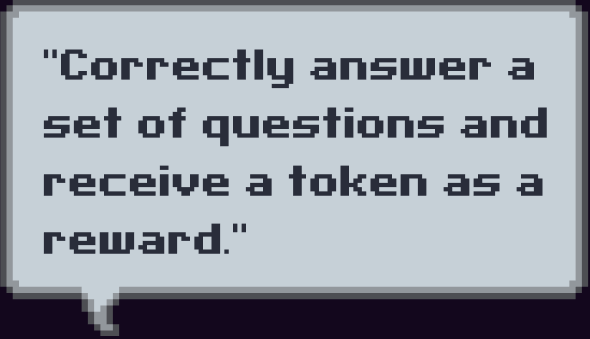 "Correctly answer a
set of questions and
receive a token as a
reward."